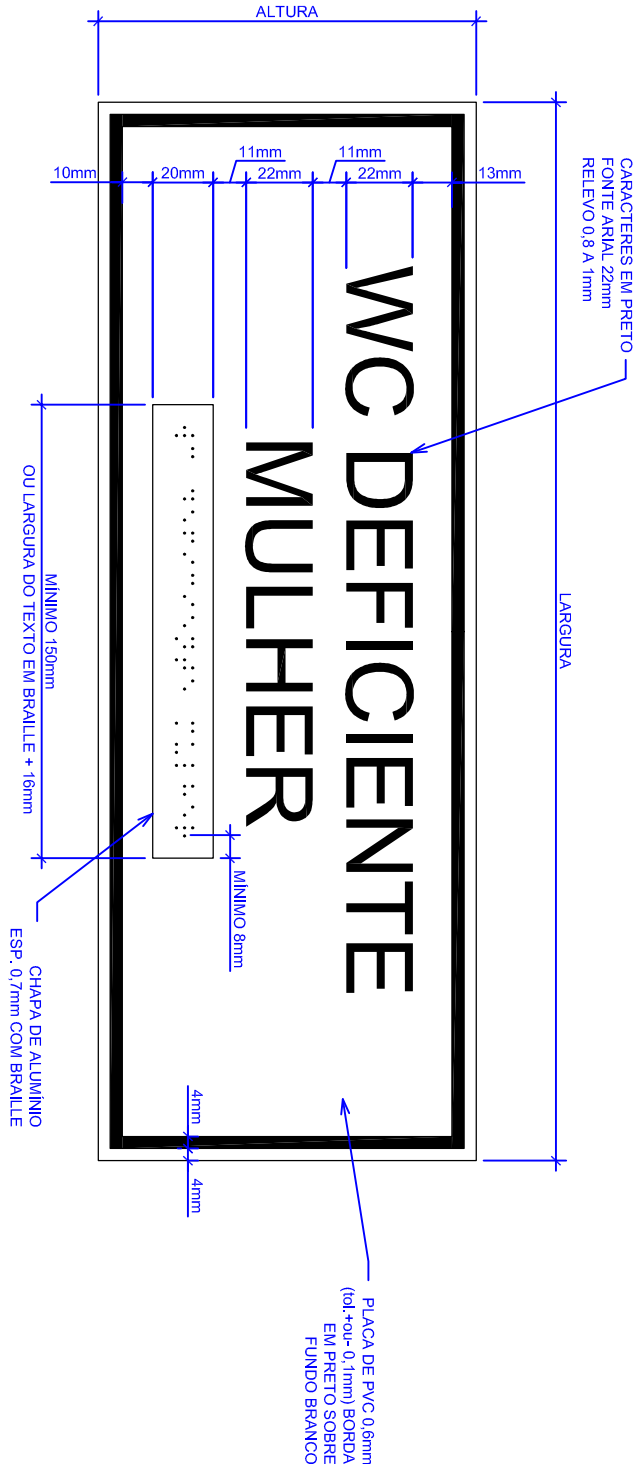 ALTURA
LARGURA
CARACTERES EM PRETO
FONTE ARIAL 22mm
RELEVO 0,8 A 1mm
13mm
22mm
11mm
22mm
11mm
20mm
10mm
WC DEFICIENTE
MULHER
MÍNIMO 8mm
MÍNIMO 150mm
OU LARGURA DO TEXTO EM BRAILLE + 16mm
CHAPA DE ALUMÍNIO
ESP. 0,7mm COM BRAILLE
4mm
4mm
PLACA DE PVC 0,6mm
(tol.+ou- 0,1mm) BORDA
EM PRETO SOBRE
FUNDO BRANCO